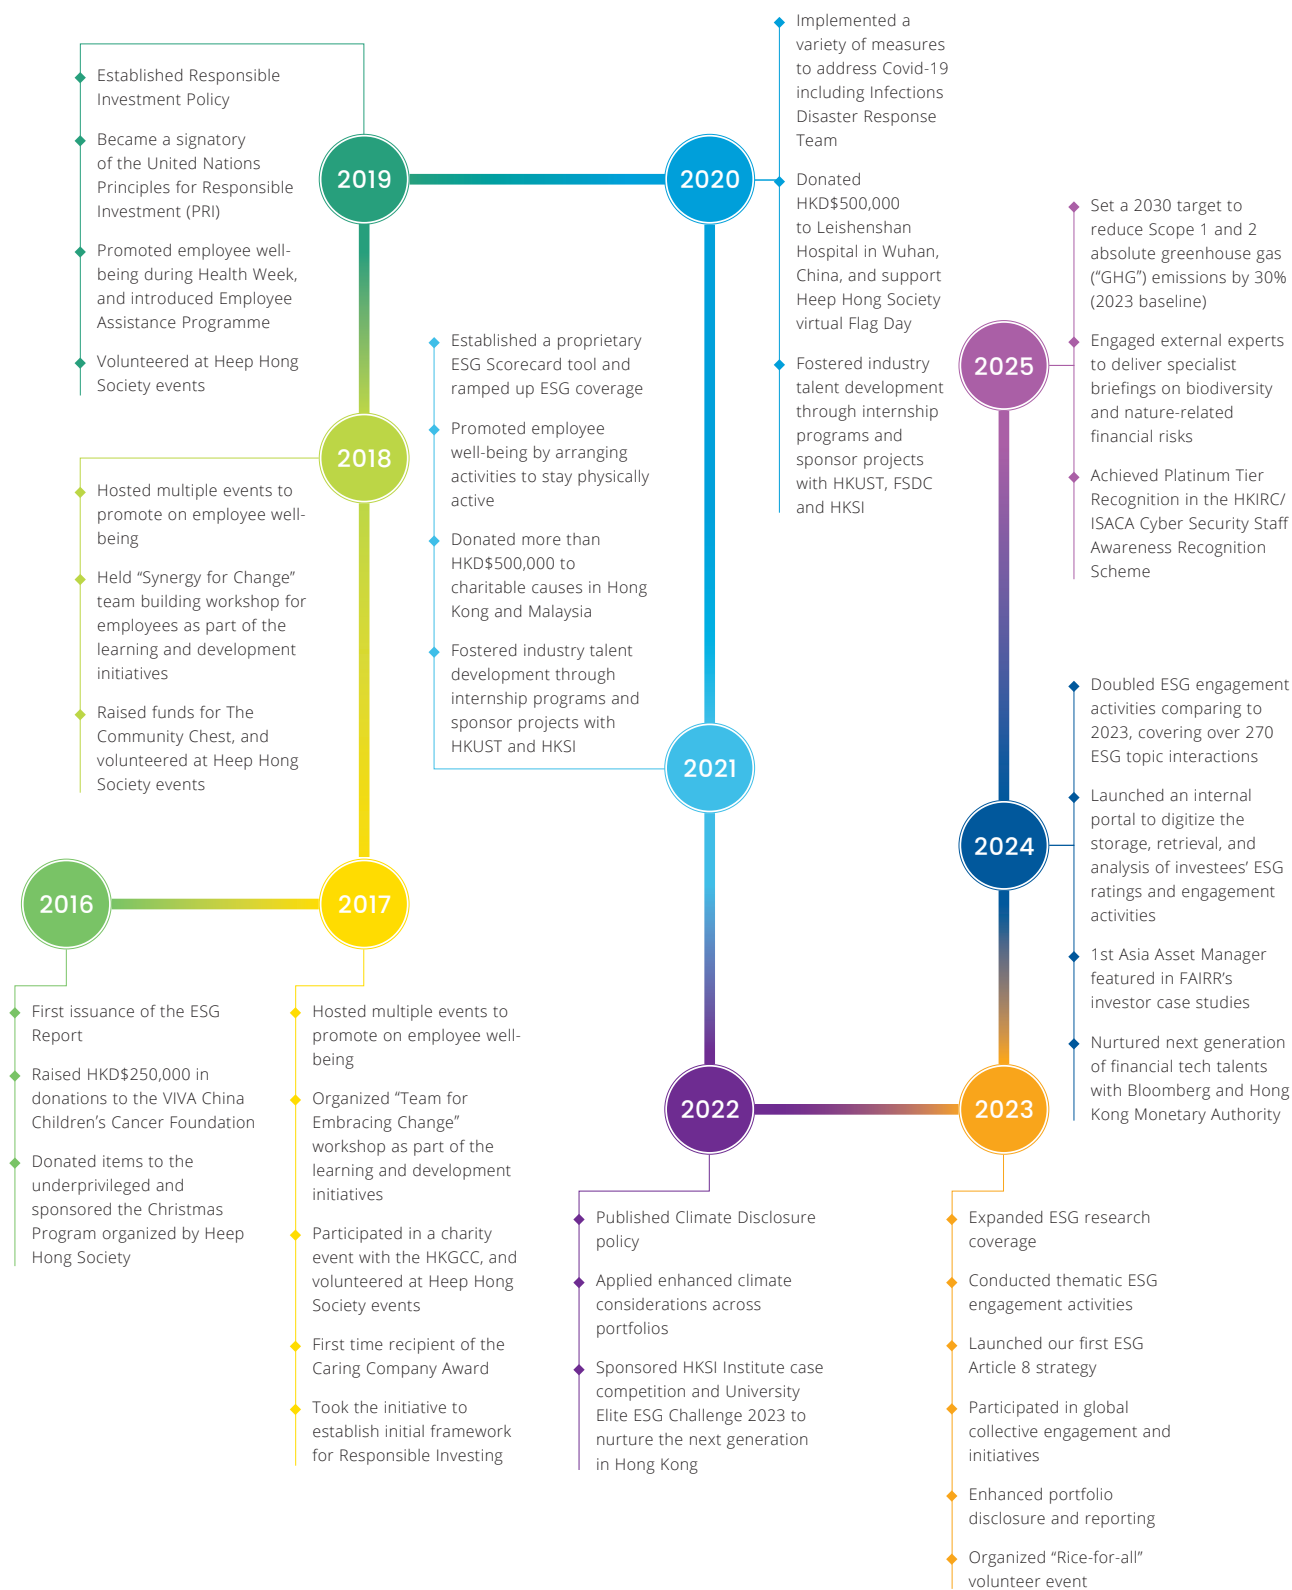 2016
First issuance of the ESG
Report
Raised HKD$250,000 in
donations to the VIVA China
Children's Cancer Foundation
Donated items to the
underprivileged and
sponsored the Christmas
Program organized by Heep
Hong Society
2017
Hosted multiple events to
promote on employee well-
being
Organized "Team for
Embracing Change"
workshop as part of the
learning and development
initiatives
Participated in a charity
event with the HKGCC, and
volunteered at Heep Hong
Society events
First time recipient of the
Caring Company Award
Took the initiative to
establish initial framework
for Responsible Investing
2018
Hosted multiple events to
promote on employee well-
being
Held “Synergy for Change”
team building workshop for
employees as part of the
learning and development
initiatives
Raised funds for The
Community Chest, and
volunteered at Heep Hong
Society events
2019
Established Responsible
Investment Policy
Became a signatory
of the United Nations
Principles for Responsible
Investment (PRI)
Promoted employee well-
being during Health Week,
and introduced Employee
Assistance Programme
Volunteered at Heep Hong
Society events
2020
Implemented a
variety of measures
to address Covid-19
including Infections
Disaster Response
Team
Donated
HKD$500,000
to Leishenshan
Hospital in Wuhan,
China, and support
Heep Hong Society
virtual Flag Day
Fostered industry
talent development
through internship
programs and
sponsor projects
with HKUST, FSDC
and HKSI
2021
Established a proprietary
ESG Scorecard tool and
ramped up ESG coverage
Promoted employee
well-being by arranging
activities to stay physically
active
Donated more than
HKD$500,000 to
charitable causes in Hong
Kong and Malaysia
Fostered industry talent
development through
internship programs and
sponsor projects with
HKUST and HKSI
2022
Published Climate Disclosure
policy
Applied enhanced climate
considerations across
portfolios
Sponsored HKSI Institute case
competition and University
Elite ESG Challenge 2023 to
nurture the next generation
in Hong Kong
2023
Expanded ESG research
coverage
Conducted thematic ESG
engagement activities
Launched our first ESG
Article 8 strategy
Participated in global
collective engagement and
initiatives
Enhanced portfolio
disclosure and reporting
Organized “Rice-for-all”
volunteer event
2024
Doubled ESG engagement
activities comparing to
2023, covering over 270
ESG topic interactions
Launched an internal
portal to digitize the
storage, retrieval, and
analysis of investees’ ESG
ratings and engagement
activities
1st Asia Asset Manager
featured in FAIRR’s
investor case studies
Nurtured next generation
of financial tech talents
with Bloomberg and Hong
Kong Monetary Authority
2025
Set a 2030 target to
reduce Scope 1 and 2
absolute greenhouse gas
(“GHG”) emissions by 30%
(2023 baseline)
Engaged external experts
to deliver specialist
briefings on biodiversity
and nature-related
financial risks
Achieved Platinum Tier
Recognition in the HKIRC/
ISACA Cyber Security Staff
Awareness Recognition
Scheme